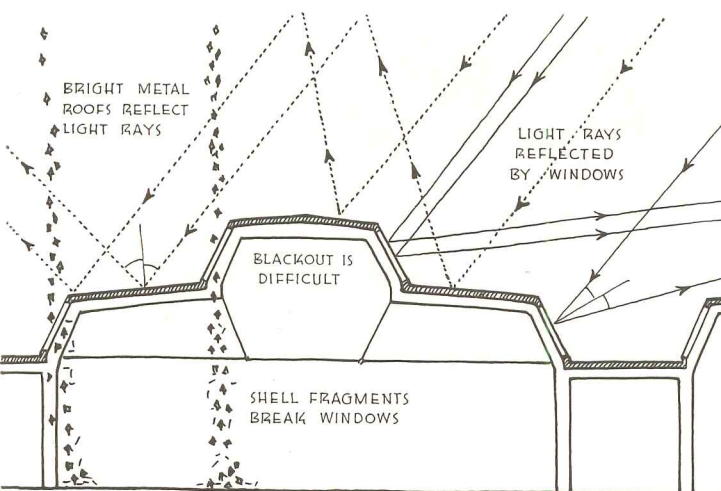 BRIGHT METAL
ROOFS REFLECT
LIGHT RAYS
LIGHT RAYS
REFLECTED
BY WINDOWS
BLACKOUT IS
DIFFICULT
SHELL FRAGMENTS
BREAK WINDOWS